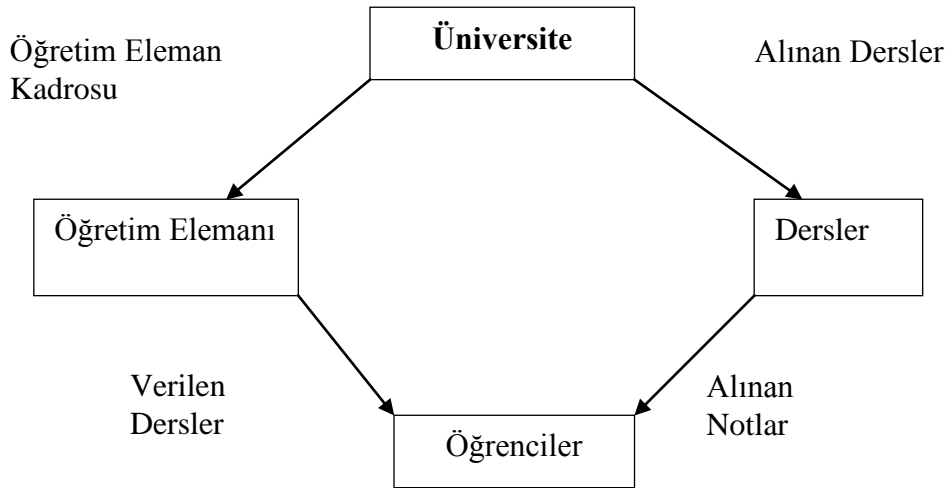 Üniversite
Öğretim Eleman
Kadrosu
Alınan Dersler
Öğretim Elemanı
Dersler
Verilen
Dersler
Alınan
Notlar
Öğrenciler